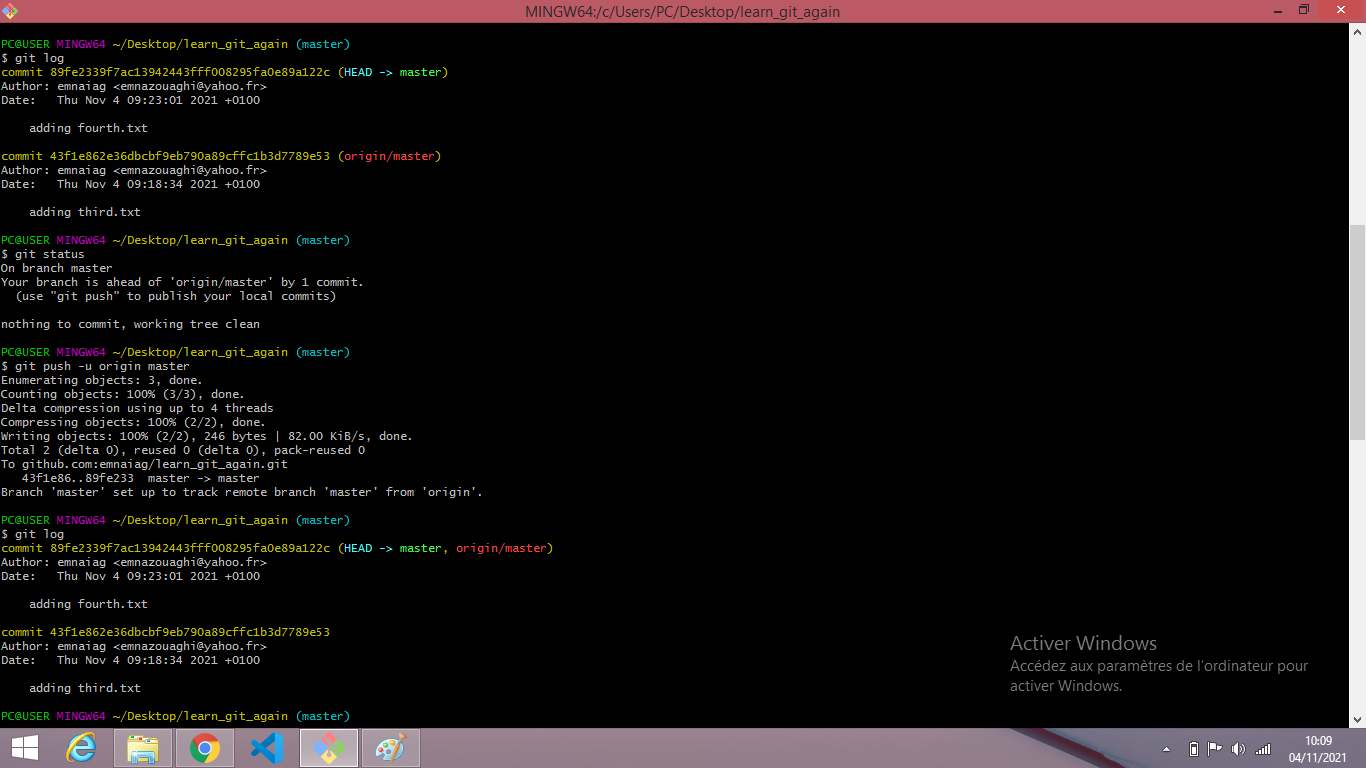 MINGW64:/c/Users/PC/Desktop/learn_git_again
PC@USER MINGW64 ~/Desktop/learn_git_again (master)
$ git log
commit 89fe2339f7ac13942443fff008295fa0e89a122c (HEAD -> master)
Author: emnaiag <emnazouaghi@yahoo.fr>
Date:   Thu Nov 4 09:23:01 2021 +0100
    adding fourth.txt
commit 43f1e862e36dbcbf9eb790a89cffc1b3d7789e53 (origin/master)
Author: emnaiag <emnazouaghi@yahoo.fr>
Date:   Thu Nov 4 09:18:34 2021 +0100
    adding third.txt
PC@USER MINGW64 ~/Desktop/learn_git_again (master)
$ git status
On branch master
Your branch is ahead of 'origin/master' by 1 commit.
  (use "git push" to publish your local commits)
nothing to commit, working tree clean
PC@USER MINGW64 ~/Desktop/learn_git_again (master)
$ git push -u origin master
Enumerating objects: 3, done.
Counting objects: 100% (3/3), done.
Delta compression using up to 4 threads
Compressing objects: 100% (2/2), done.
Writing objects: 100% (2/2), 246 bytes | 82.00 KiB/s, done.
Total 2 (delta 0), reused 0 (delta 0), pack-reused 0
To github.com:emnaiag/learn_git_again.git
   43f1e86..89fe233  master -> master
Branch 'master' set up to track remote branch 'master' from 'origin'.
PC@USER MINGW64 ~/Desktop/learn_git_again (master)
$ git log
commit 89fe2339f7ac13942443fff008295fa0e89a122c (HEAD -> master, origin/master)
Author: emnaiag <emnazouaghi@yahoo.fr>
Date:   Thu Nov 4 09:23:01 2021 +0100
    adding fourth.txt
commit 43f1e862e36dbcbf9eb790a89cffc1b3d7789e53
Author: emnaiag <emnazouaghi@yahoo.fr>
Date:   Thu Nov 4 09:18:34 2021 +0100
    adding third.txt
PC@USER MINGW64 ~/Desktop/learn_git_again (master)
Activer Windows
Accédez aux paramètres de l'ordinateur pour
activer Windows.
10:09
04/11/2021